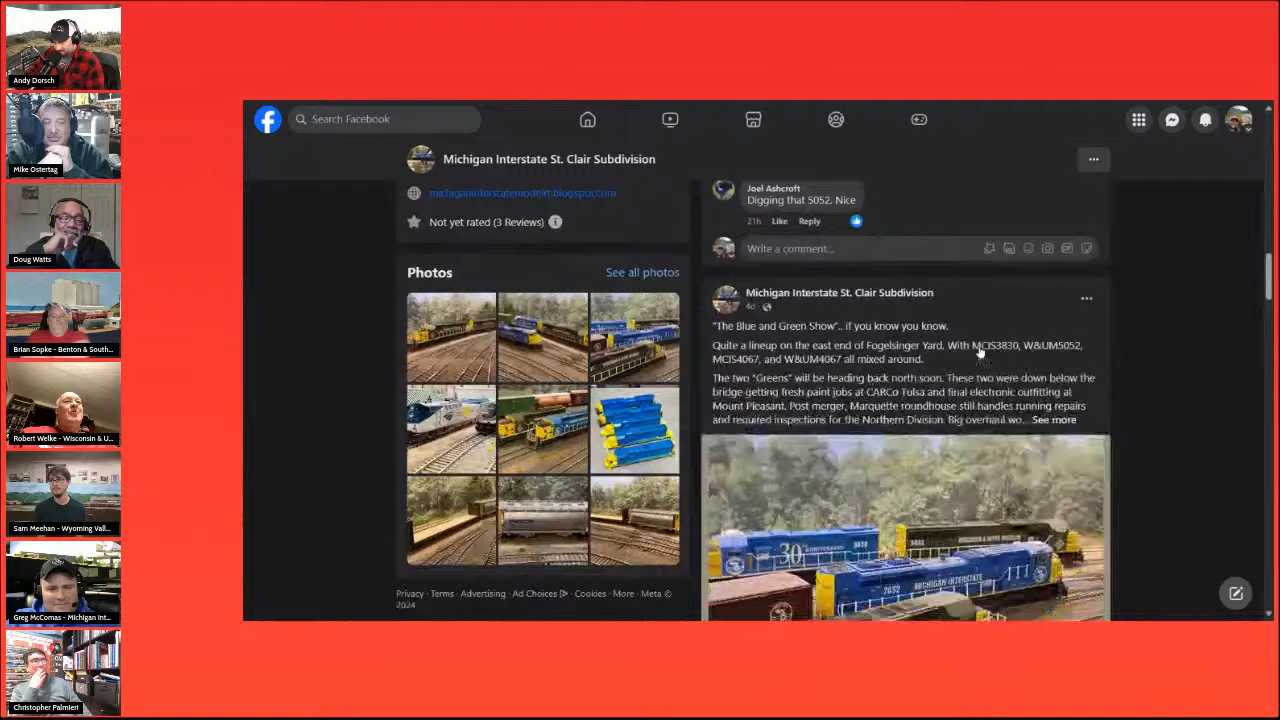 Andy Dorsch
Mike Ostertag
Doug Watts
Brian Sopke - Benton & South...
Robert Welke - Wisconsin & U...
Sam Meehan - Wyoming Vall...
Greg McComas - Michigan Int...
Christopher Palmieri
Search Facebook
Michigan Interstate St. Clair Subdivision
michiganinterstatemodelrr.blogspot.com
Not yet rated (3 Reviews)
Photos
See all photos
Privacy · Terms · Advertising · Ad Choices · Cookies · More · Meta ©
2024
Joel Ashcroft
Digging that 5052. Nice
21h Like Reply
Write a comment...
Michigan Interstate St. Clair Subdivision
4d
"The Blue and Green Show".. if you know you know.
Quite a lineup on the east end of Fogelsinger Yard. With MCIS3830, W&UM5052,
MCIS4067, and W&UM4067 all mixed around.
The two "Greens" will be heading back north soon. These two were down below the
bridge getting fresh paint jobs at CARCo Tulsa and final electronic outfitting at
Mount Pleasant. Post merger, Marquette roundhouse still handles running repairs
and required inspections for the Northern Division. Big overhaul wo... See more
30
MICHIGAN INTERSTATE